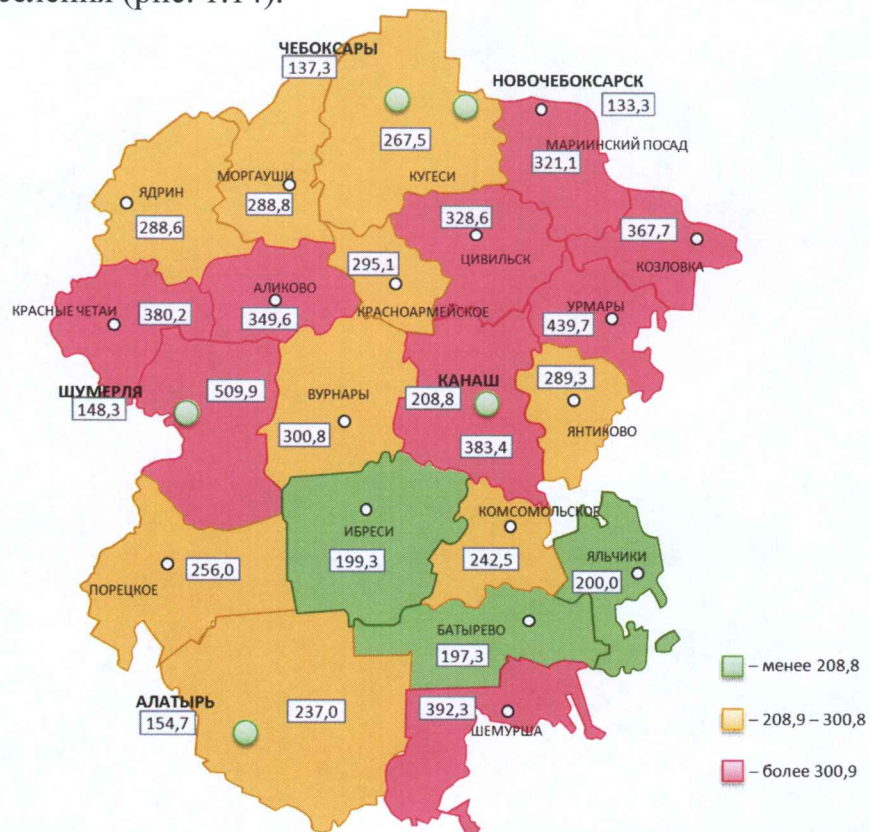 селения (рис. 1.14).
ЧЕБОКСАРЫ
137,3
НОВОЧЕБОКСАРСК
133,3
267,5
КУГЕСИ
МАРИИНСКИЙ ПОСАД
321,1
МОРГАУШИ
288,8
ЯДРИН
288,6
328,6
ЦИВИЛЬСК
367,7
КОЗЛОВКА
295,1
КРАСНОАРМЕЙСКОЕ
АЛИКОВО
349,6
КРАСНЫЕ ЧЕТАИ
380,2
УРМАРЫ
439,7
ШУМЕРЛЯ
148,3
509,9
ВУРНАРЫ
300,8
КАНАШ
208,8
383,4
289,3
ЯНТИКОВО
ИБРЕСИ
199,3
КОМСОМОЛЬСКОЕ
242,5
ЯЛЬЧИКИ
200,0
256,0
ПОРЕЦКОЕ
БАТЫРЕВО
197,3
АЛАТЫРЬ
154,7
237,0
392,3
ШЕМУРША
– менее 208,8
– 208,9 – 300,8
– более 300,9